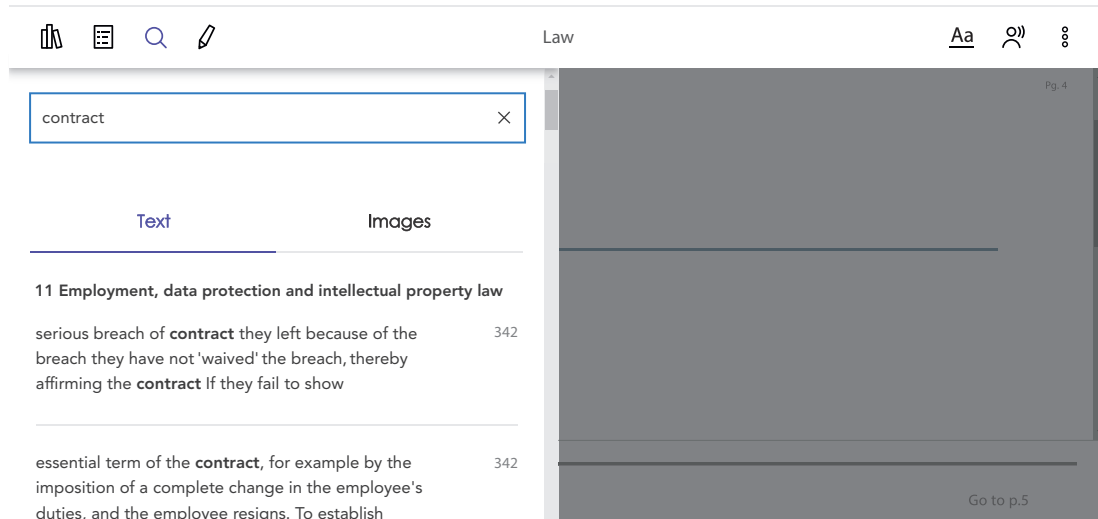 Law
Aa
Pg. 4
contract
Text
Images
11 Employment, data protection and intellectual property law
serious breach of contract they left because of the 342
breach they have not 'waived' the breach, thereby
affirming the contract If they fail to show
essential term of the contract, for example by the 342
imposition of a complete change in the employee's
duties, and the employee resigns. To establish
Go to p.5